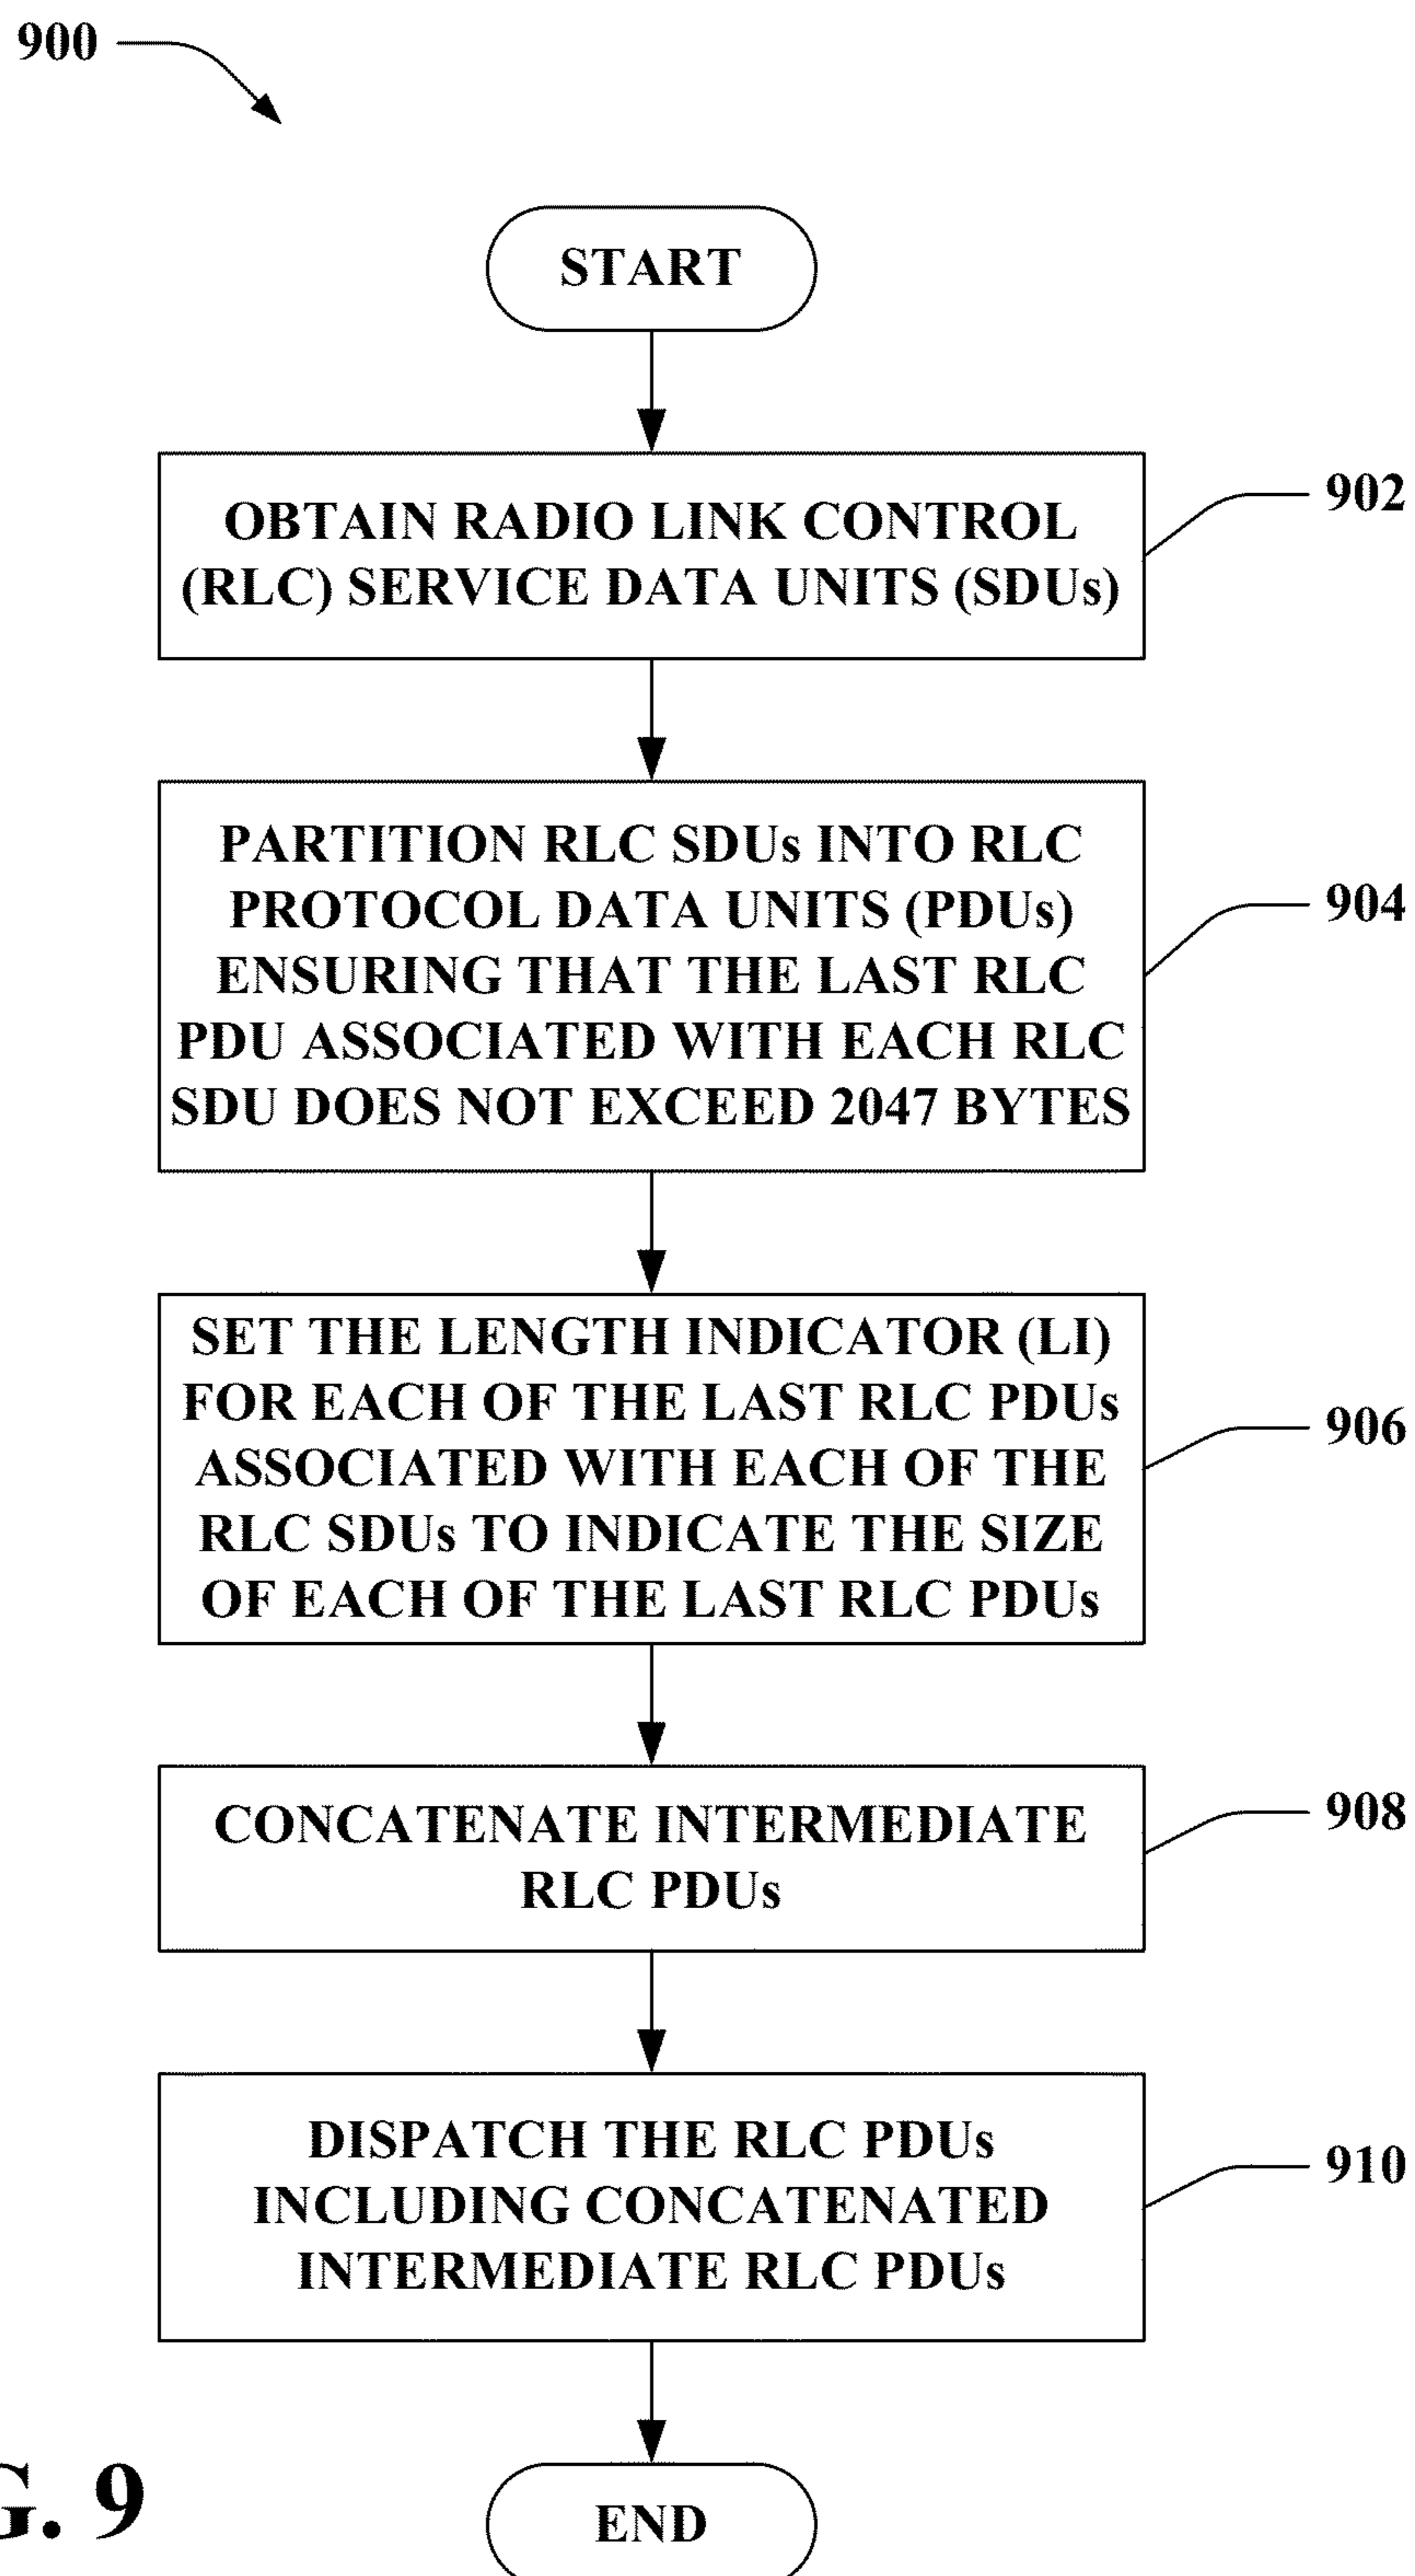 900
START
OBTAIN RADIO LINK CONTROL
(RLC) SERVICE DATA UNITS (SDUs)
902
PARTITION RLC SDUs INTO RLC
PROTOCOL DATA UNITS (PDUs)
ENSURING THAT THE LAST RLC
PDU ASSOCIATED WITH EACH RLC
SDU DOES NOT EXCEED 2047 BYTES
904
SET THE LENGTH INDICATOR (LI)
FOR EACH OF THE LAST RLC PDUs
ASSOCIATED WITH EACH OF THE
RLC SDUs TO INDICATE THE SIZE
OF EACH OF THE LAST RLC PDUs
906
CONCATENATE INTERMEDIATE
RLC PDUs
908
DISPATCH THE RLC PDUs
INCLUDING CONCATENATED
INTERMEDIATE RLC PDUs
910
END
G. 9